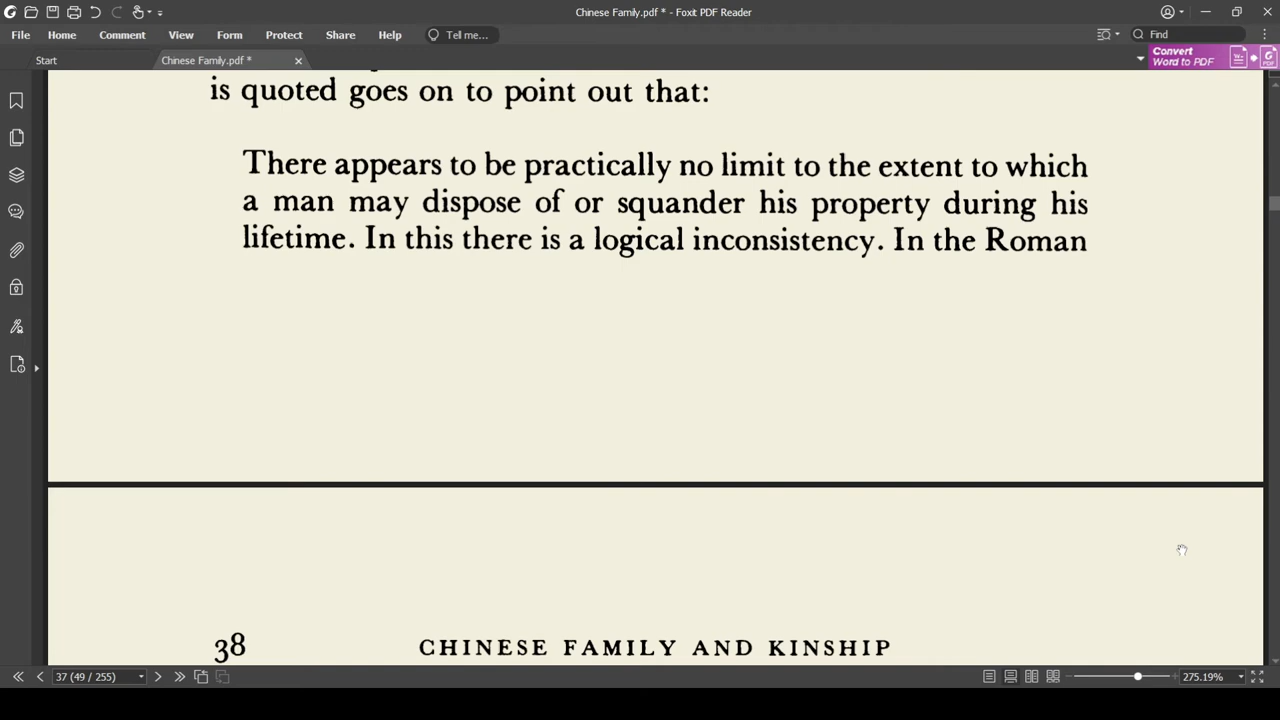 Chinese Family.pdf * - Foxit PDF Reader
File Home Comment View Form Protect Share Help Tell me... Find
Start Chinese Family.pdf *
Convert
Word to PDF
is quoted goes on to point out that:
There appears to be practically no limit to the extent to which
a man may dispose of or squander his property during his
lifetime. In this there is a logical inconsistency. In the Roman
38 CHINESE FAMILY AND KINSHIP
37 (49 / 255) 275.19%